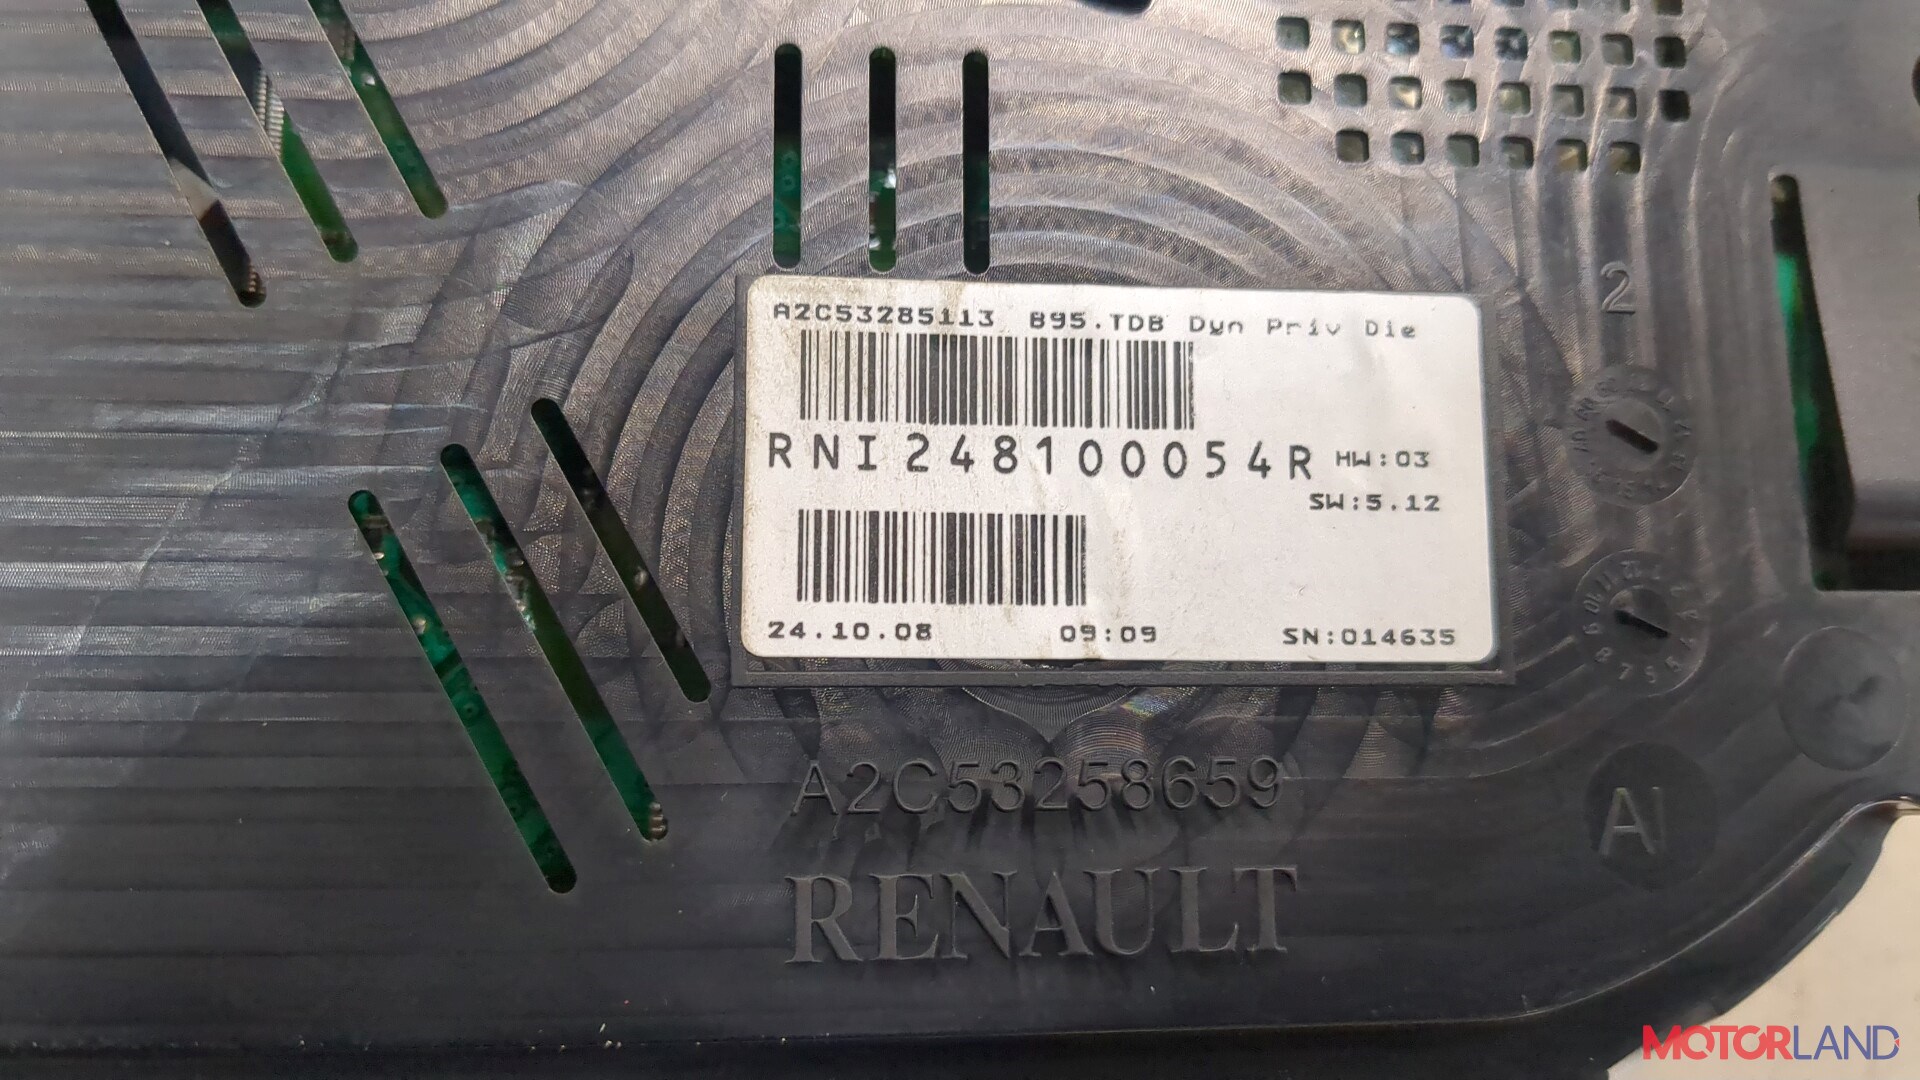 2
A2C53285113 B95.TDB Dyn Priv Die
RNI248100054R HW:03
SW:5.12
24.10.08 09:09 SN:014635
A2C53258659
AI
RENAULT
MOTORLAND